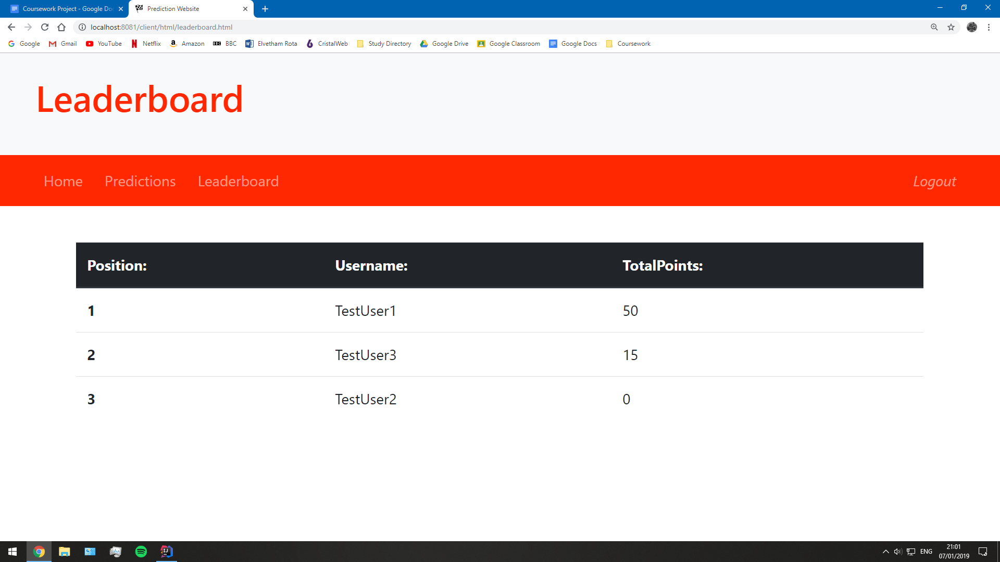 Coursework Project - Google Do
Prediction Website
localhost:8081/client/html/leaderboard.html
Google Gmail YouTube Netflix Amazon BBC Elvetham Rota CristalWeb Study Directory Google Drive Google Classroom Google Docs Coursework
Leaderboard
Home Predictions Leaderboard Logout
Position: Username: TotalPoints:
1 TestUser1 50
2 TestUser3 15
3 TestUser2 0
ENG
21:01
07/01/2019